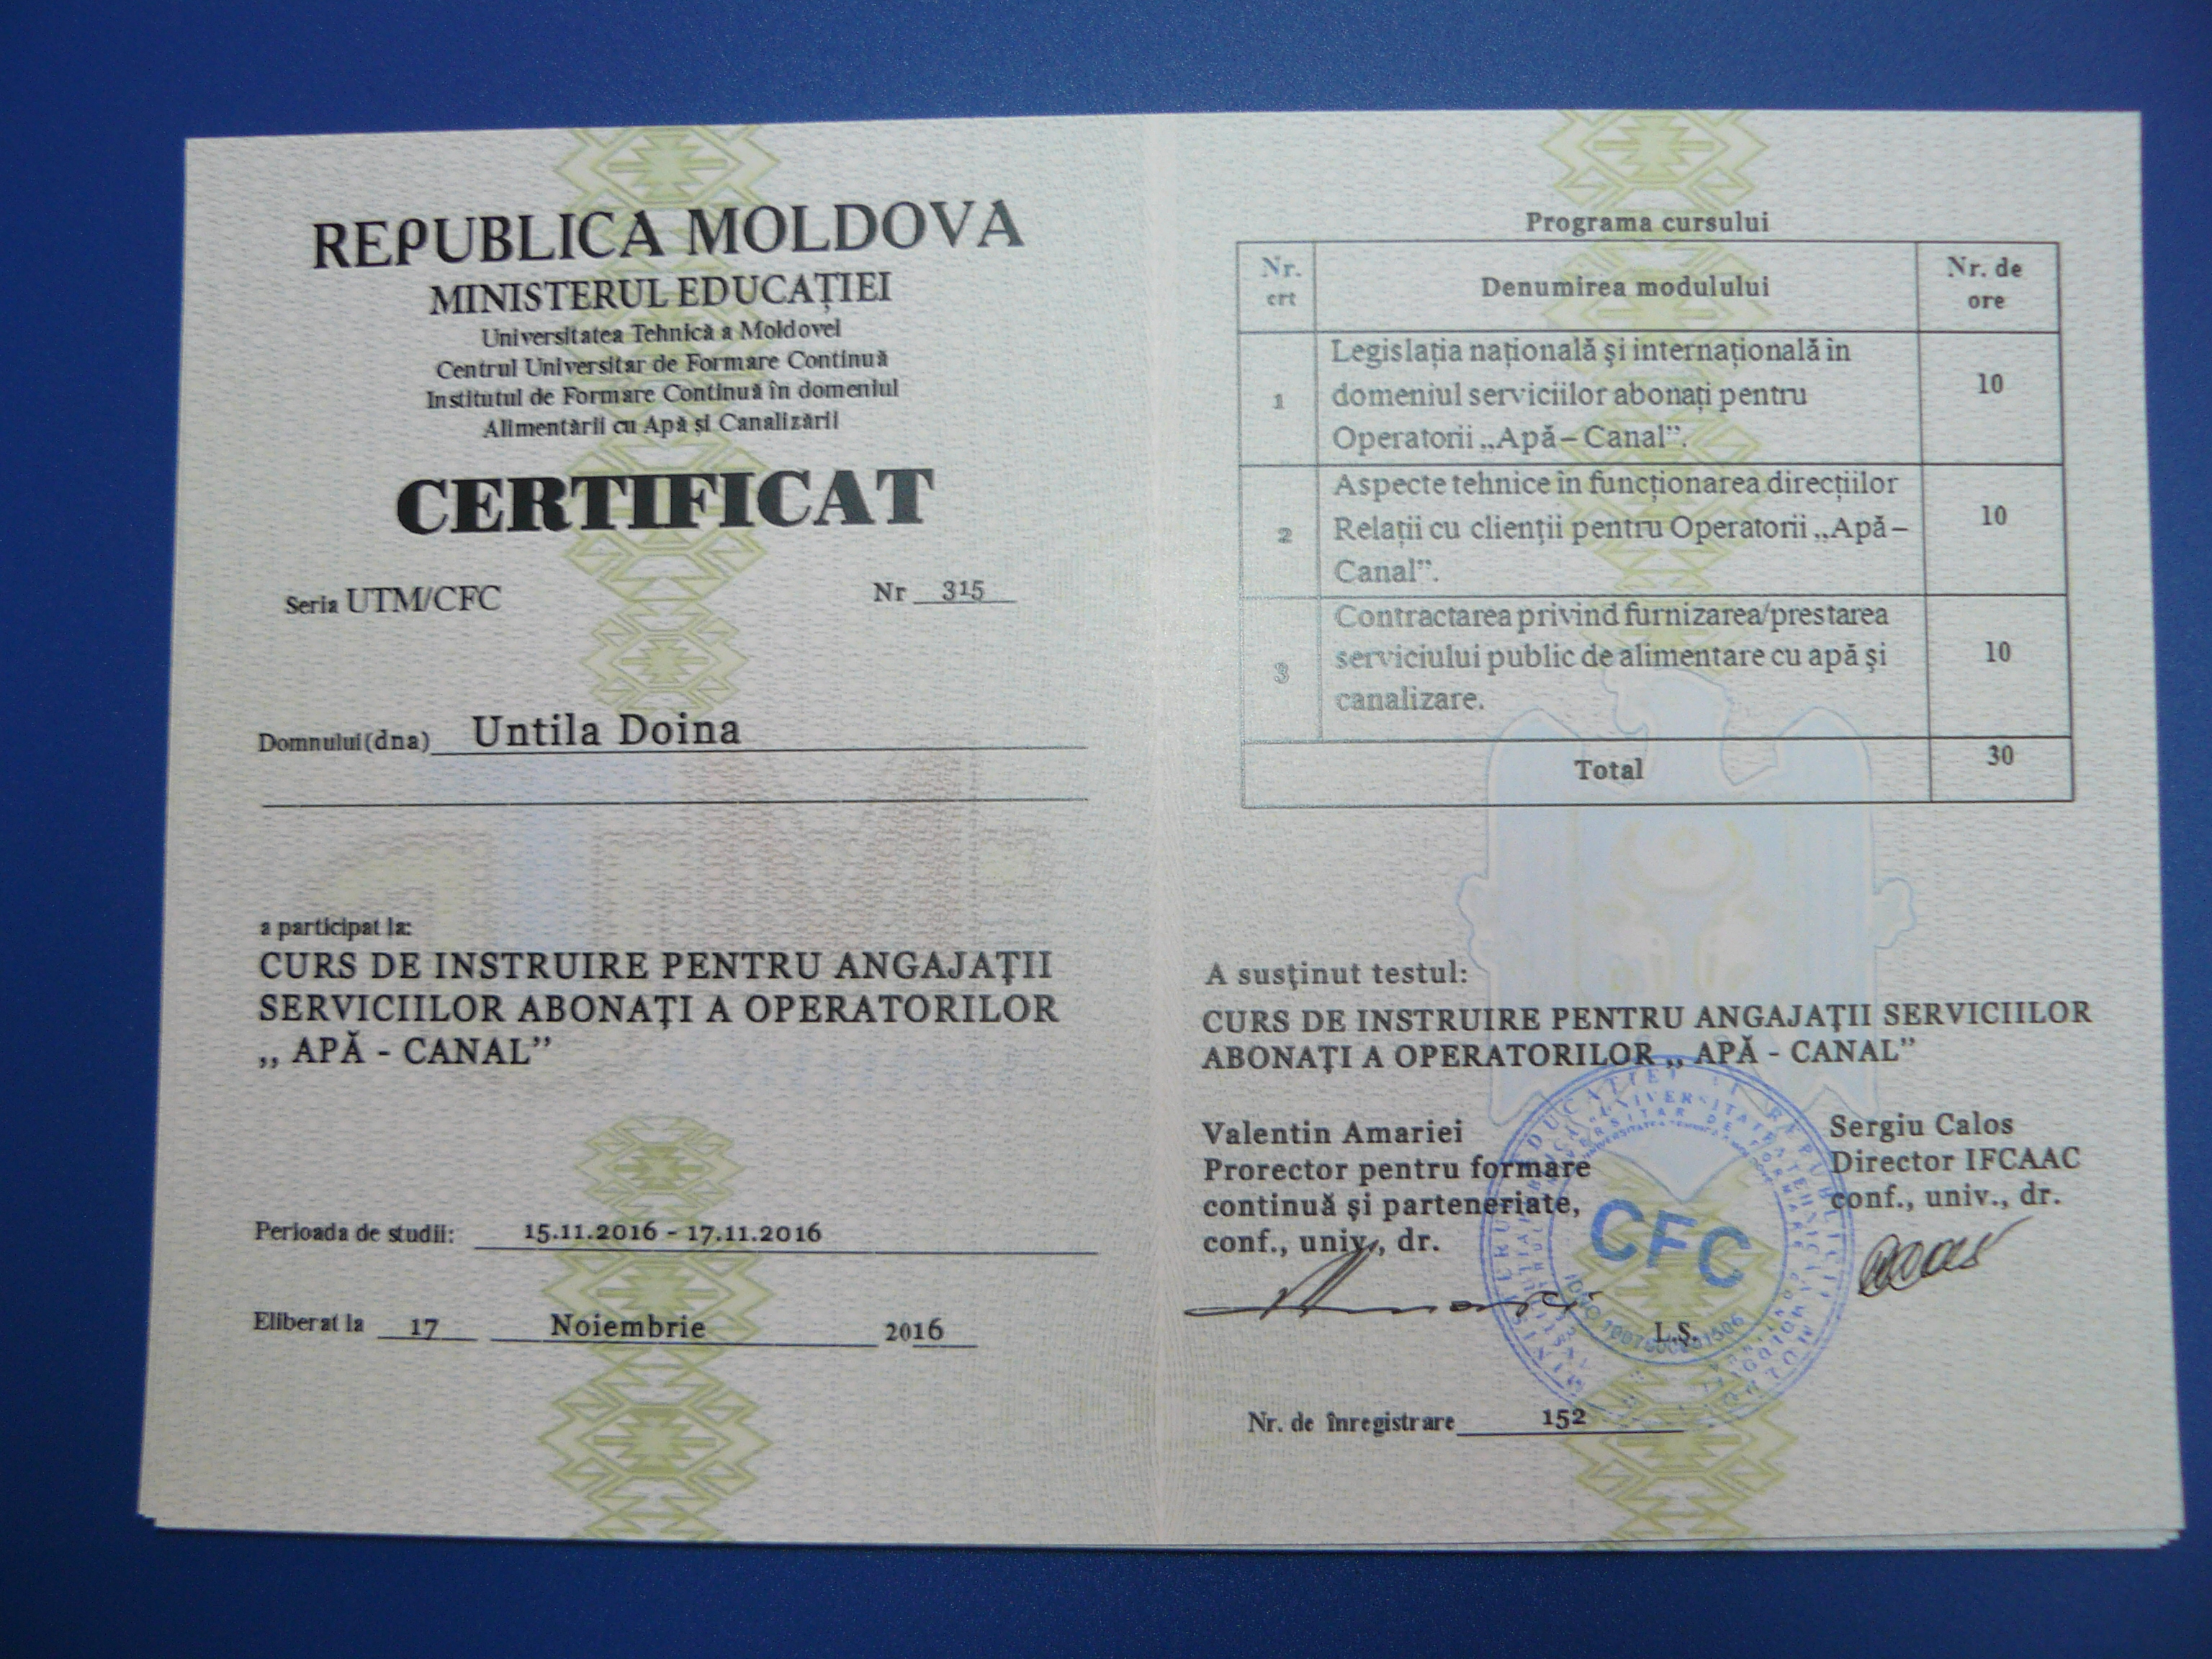 REPUBLICA MOLDOVA
MINISTERUL EDUCAȚIEI
Universitatea Tehnică a Moldovei
Centrul Universitar de Formare Continuă
Institutul de Formare Continuă în domeniul
Alimentării cu Apă și Canalizării
CERTIFICAT
Seria UTM/CFC Nr 315
Domnului(dna) Untila Doina
a participat la:
CURS DE INSTRUIRE PENTRU ANGAJAȚII
SERVICIILOR ABONAȚI A OPERATORILOR
,, APĂ - CANAL”
Perioada de studii: 15.11.2016 - 17.11.2016
Eliberat la 17 Noiembrie 2016
Programa cursului
Nr. crt Denumirea modulului Nr. de ore
1 Legislația națională și internațională in
domeniul serviciilor abonați pentru 10
Operatorii „Apă – Canal”.
2 Aspecte tehnice în funcționarea direcțiilor
Relații cu clienții pentru Operatorii „Apă – 10
Canal”.
3 Contractarea privind furnizarea/prestarea
serviciului public de alimentare cu apă și 10
canalizare.
Total 30
A susținut testul:
CURS DE INSTRUIRE PENTRU ANGAJAȚII SERVICIILOR
ABONAȚI A OPERATORILOR ,, APĂ - CANAL”
Valentin Amariei
Prorector pentru formare
continuă și parteneriate,
conf., univ., dr.
Sergiu Calos
Director IFCAAC
conf., univ., dr.
CFC
L.Ș.
Nr. de înregistrare 152